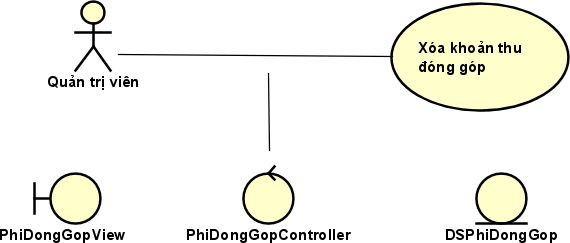 Xóa khoản thu
đóng góp
Quản trị viên
PhiDongGopView
PhiDongGopController
DSPhiDongGop